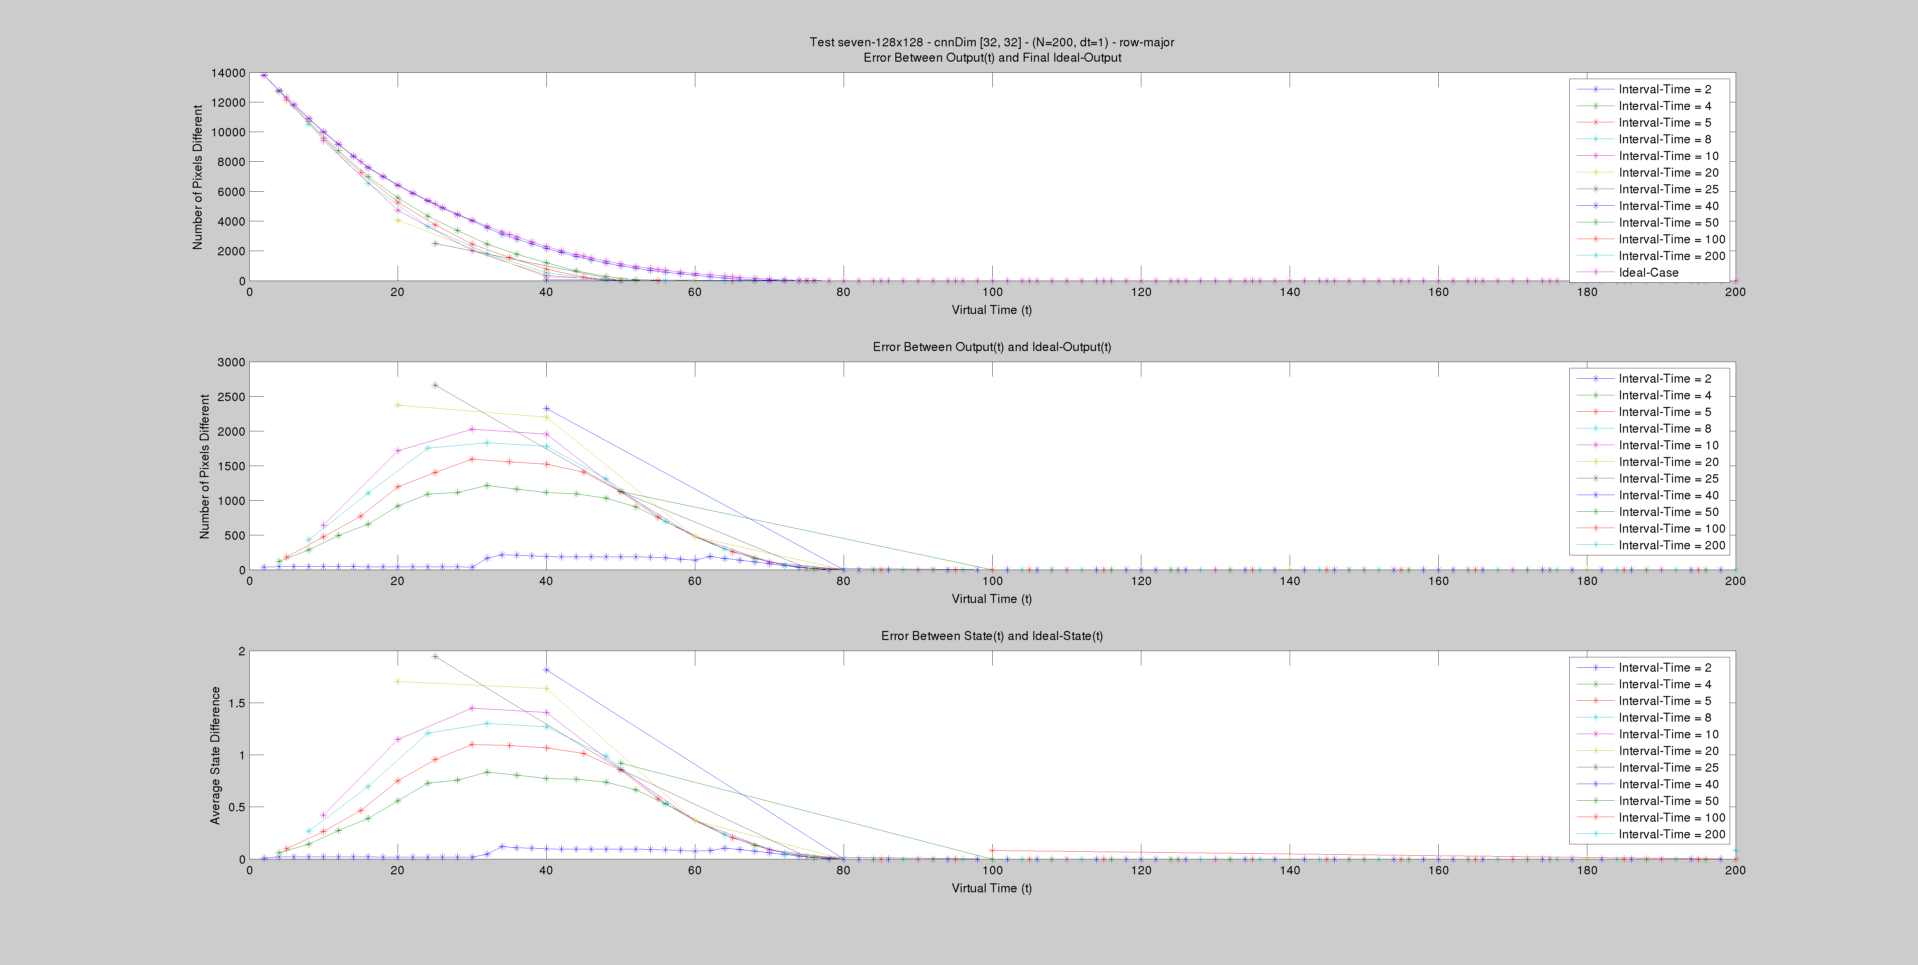 Test seven-128x128 - cnnDim [32, 32] - (N=200, dt=1) - row-major
Error Between Output(t) and Final Ideal-Output
Number of Pixels Different
14000
12000
10000
8000
6000
4000
2000
0
0 20 40 60 80 100 120 140 160 180 200
Virtual Time (t)
Interval-Time = 2
Interval-Time = 4
Interval-Time = 5
Interval-Time = 8
Interval-Time = 10
Interval-Time = 20
Interval-Time = 25
Interval-Time = 40
Interval-Time = 50
Interval-Time = 100
Interval-Time = 200
Ideal-Case
Error Between Output(t) and Ideal-Output(t)
Number of Pixels Different
3000
2500
2000
1500
1000
500
0
0 20 40 60 80 100 120 140 160 180 200
Virtual Time (t)
Interval-Time = 2
Interval-Time = 4
Interval-Time = 5
Interval-Time = 8
Interval-Time = 10
Interval-Time = 20
Interval-Time = 25
Interval-Time = 40
Interval-Time = 50
Interval-Time = 100
Interval-Time = 200
Error Between State(t) and Ideal-State(t)
Average State Difference
2
1.5
1
0.5
0
0 20 40 60 80 100 120 140 160 180 200
Virtual Time (t)
Interval-Time = 2
Interval-Time = 4
Interval-Time = 5
Interval-Time = 8
Interval-Time = 10
Interval-Time = 20
Interval-Time = 25
Interval-Time = 40
Interval-Time = 50
Interval-Time = 100
Interval-Time = 200